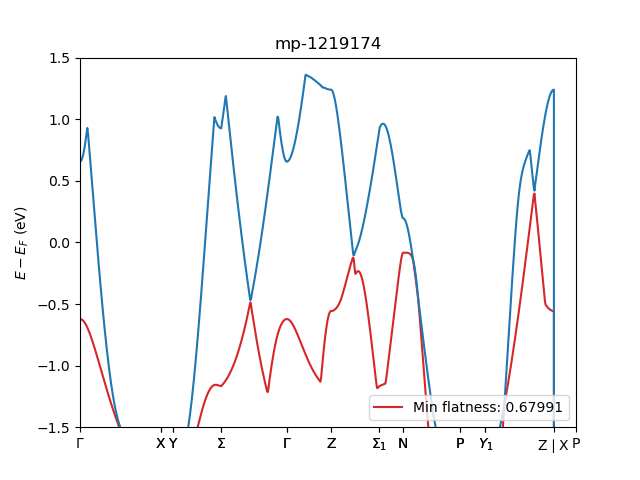 mp-1219174
E − E_F (eV)
1.5
1.0
0.5
0.0
−0.5
−1.0
−1.5
Min flatness: 0.67991
Γ X Y Σ Γ Z Σ₁ N P Y₁ Z | X P